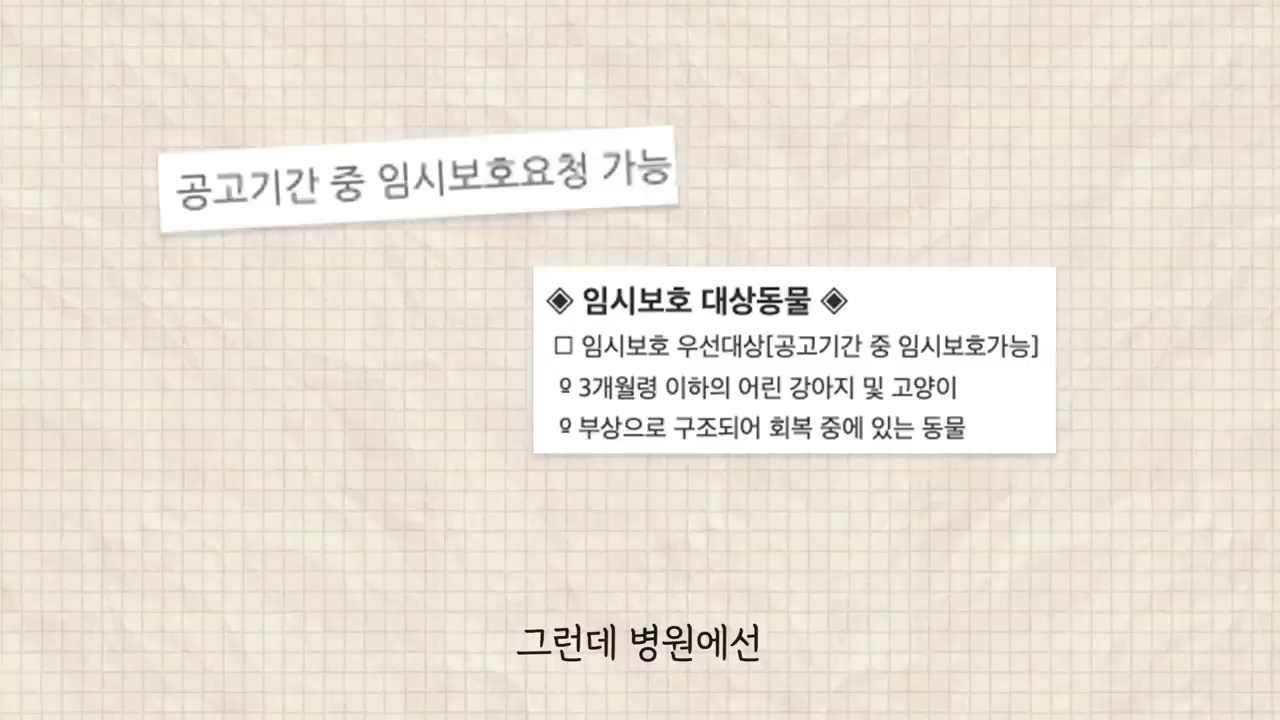 공고기간 중 임시보호요청 가능
◈ 임시보호 대상동물 ◈
□ 임시보호 우선대상[공고기간 중 임시보호가능]
ㅇ 3개월령 이하의 어린 강아지 및 고양이
ㅇ 부상으로 구조되어 회복 중에 있는 동물
그런데 병원에선